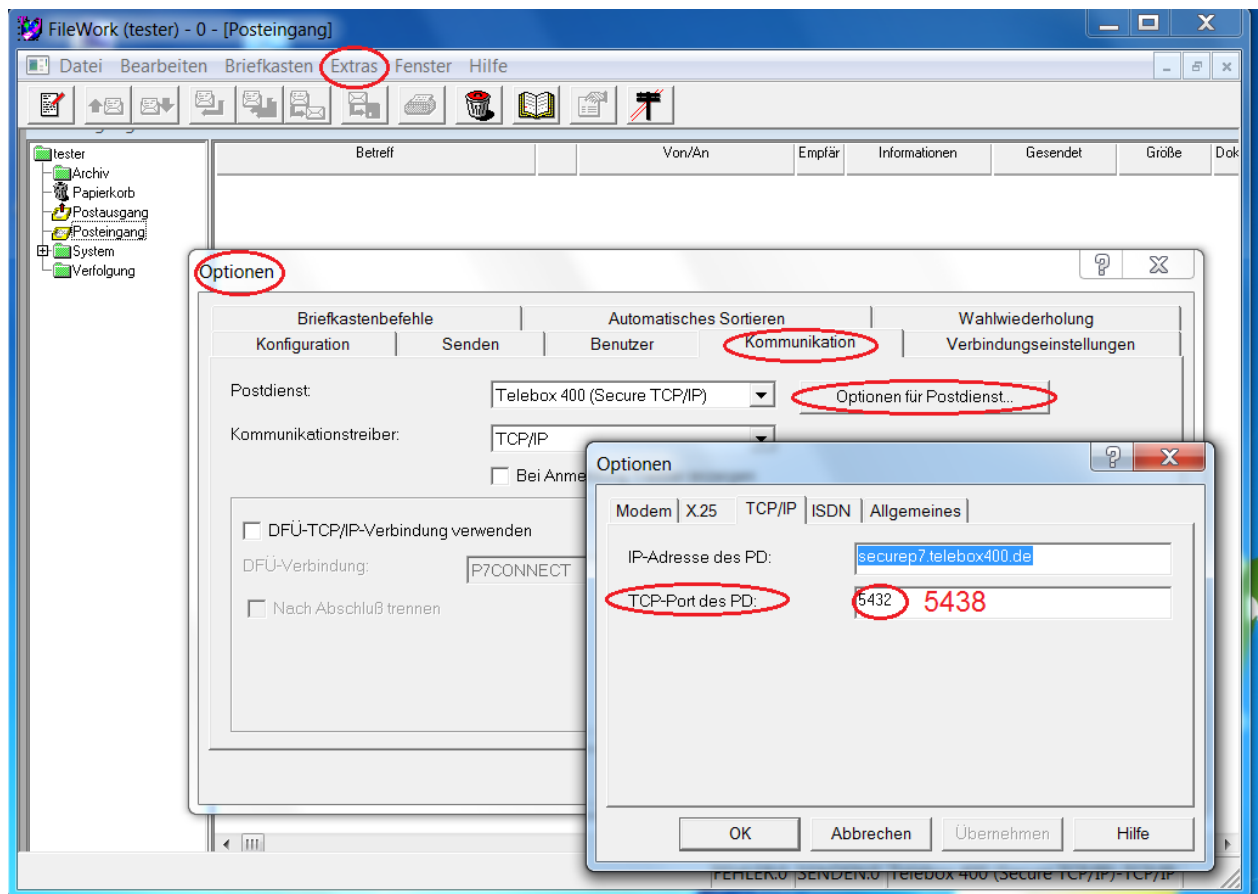 FileWork (tester) - 0 - [Posteingang]
Datei Bearbeiten Briefkasten Extras Fenster Hilfe
Betreff Von/An Empfär Informationen Gesendet Größe Dok
tester
Archiv
Papierkorb
Postausgang
Posteingang
System
Verfolgung
Optionen
Briefkastenbefehle Automatisches Sortieren Wahlwiederholung
Konfiguration Senden Benutzer Kommunikation Verbindungseinstellungen
Postdienst: Telebox 400 (Secure TCP/IP) Optionen für Postdienst...
Kommunikationstreiber: TCP/IP
Bei Anme
DFÜ-TCP/IP-Verbindung verwenden
DFÜ-Verbindung: P7CONNECT
Nach Abschluß trennen
Optionen
Modem X.25 TCP/IP ISDN Allgemeines
IP-Adresse des PD: securep7.telebox400.de
TCP-Port des PD: 5432 5438
OK Abbrechen Übernehmen Hilfe
FEHLER:0 SENDEN:0 Telebox 400 (Secure TCP/IP)-TCP/IP